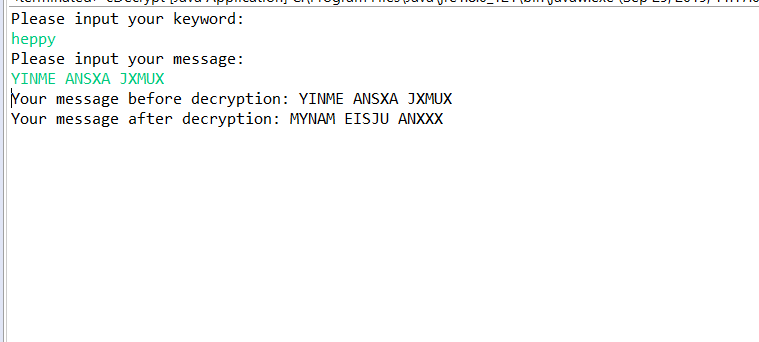 Please input your keyword:
heppy
Please input your message:
YINME ANSXA JXMUX
Your message before decryption: YINME ANSXA JXMUX
Your message after decryption: MYNAM EISJU ANXXX